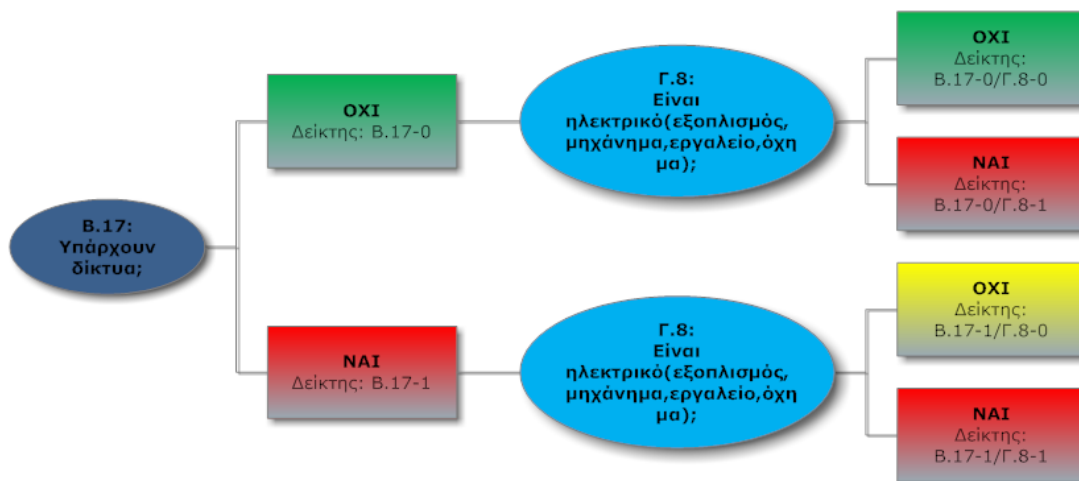 Β.17:
Υπάρχουν
δίκτυα;
ΟΧΙ
Δείκτης: Β.17-0
Γ.8:
Είναι
ηλεκτρικό(εξοπλισμός,
μηχάνημα,εργαλείο,όχη
μα);
ΟΧΙ
Δείκτης:
Β.17-0/Γ.8-0
ΝΑΙ
Δείκτης:
Β.17-0/Γ.8-1
ΝΑΙ
Δείκτης: Β.17-1
Γ.8:
Είναι
ηλεκτρικό(εξοπλισμός,
μηχάνημα,εργαλείο,όχη
μα);
ΟΧΙ
Δείκτης:
Β.17-1/Γ.8-0
ΝΑΙ
Δείκτης:
Β.17-1/Γ.8-1